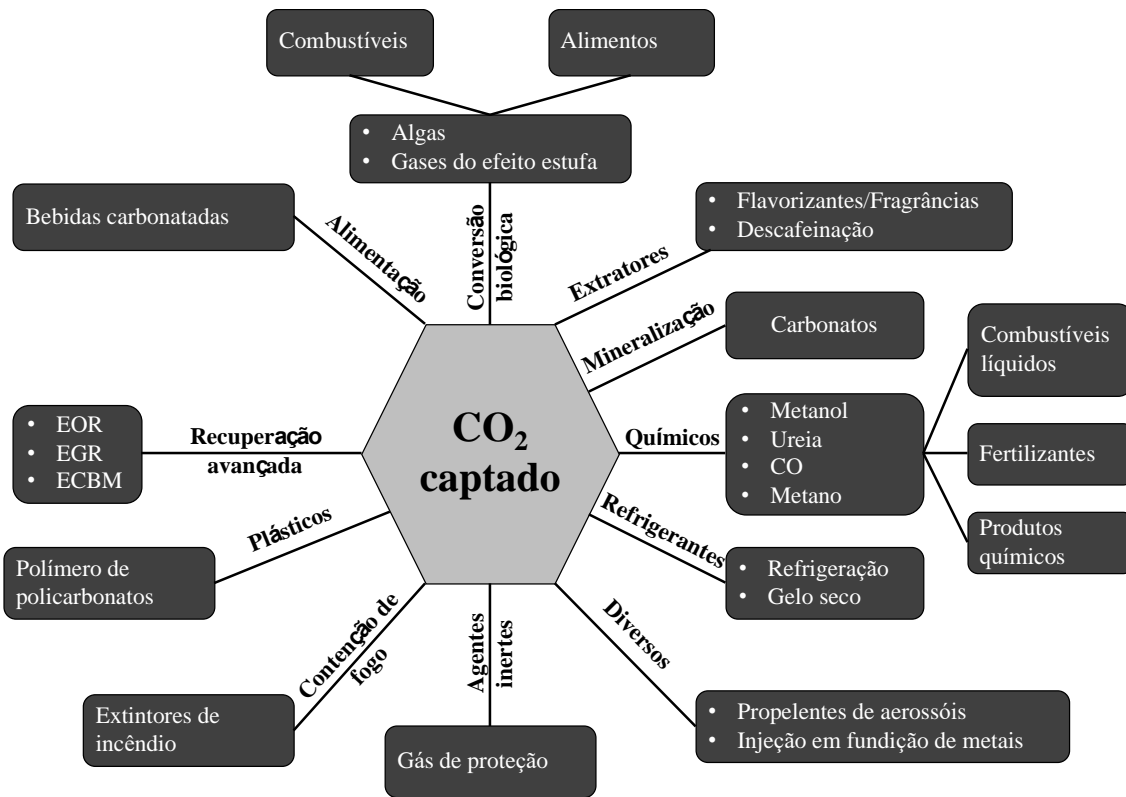 Combustíveis
Alimentos
• Algas
• Gases do efeito estufa
Bebidas carbonatadas
Alimentação
Conversão
biológica
Extratores
• Flavorizantes/Fragrâncias
• Descafeinação
Mineralização
Carbonatos
CO₂
captado
Químicos
• Metanol
• Ureia
• CO
• Metano
Combustíveis
líquidos
Fertilizantes
Produtos
químicos
Recuperação
avançada
• EOR
• EGR
• ECBM
Plásticos
Polímero de
policarbonatos
Refrigerantes
• Refrigeração
• Gelo seco
Contenção de
fogo
Extintores de
incêndio
Agentes
inertes
Gás de proteção
Diversos
• Propelentes de aerossóis
• Injeção em fundição de metais